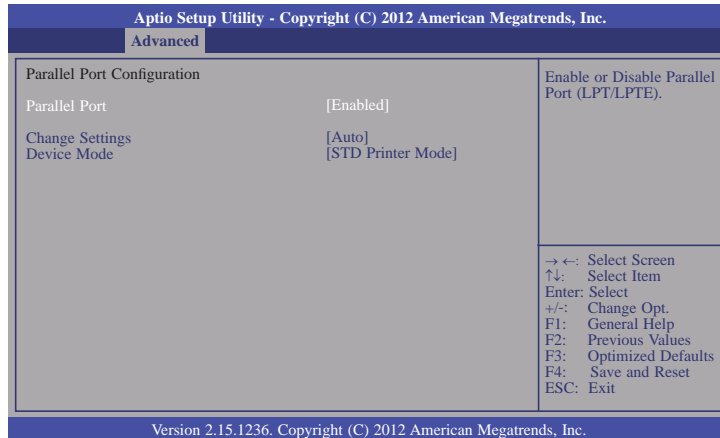 Aptio Setup Utility - Copyright (C) 2012 American Megatrends, Inc.
Advanced
Parallel Port Configuration
Parallel Port [Enabled]
Change Settings [Auto]
Device Mode [STD Printer Mode]
Enable or Disable Parallel
Port (LPT/LPTE).
→ ←: Select Screen
↑↓: Select Item
Enter: Select
+/-: Change Opt.
F1: General Help
F2: Previous Values
F3: Optimized Defaults
F4: Save and Reset
ESC: Exit
Version 2.15.1236. Copyright (C) 2012 American Megatrends, Inc.